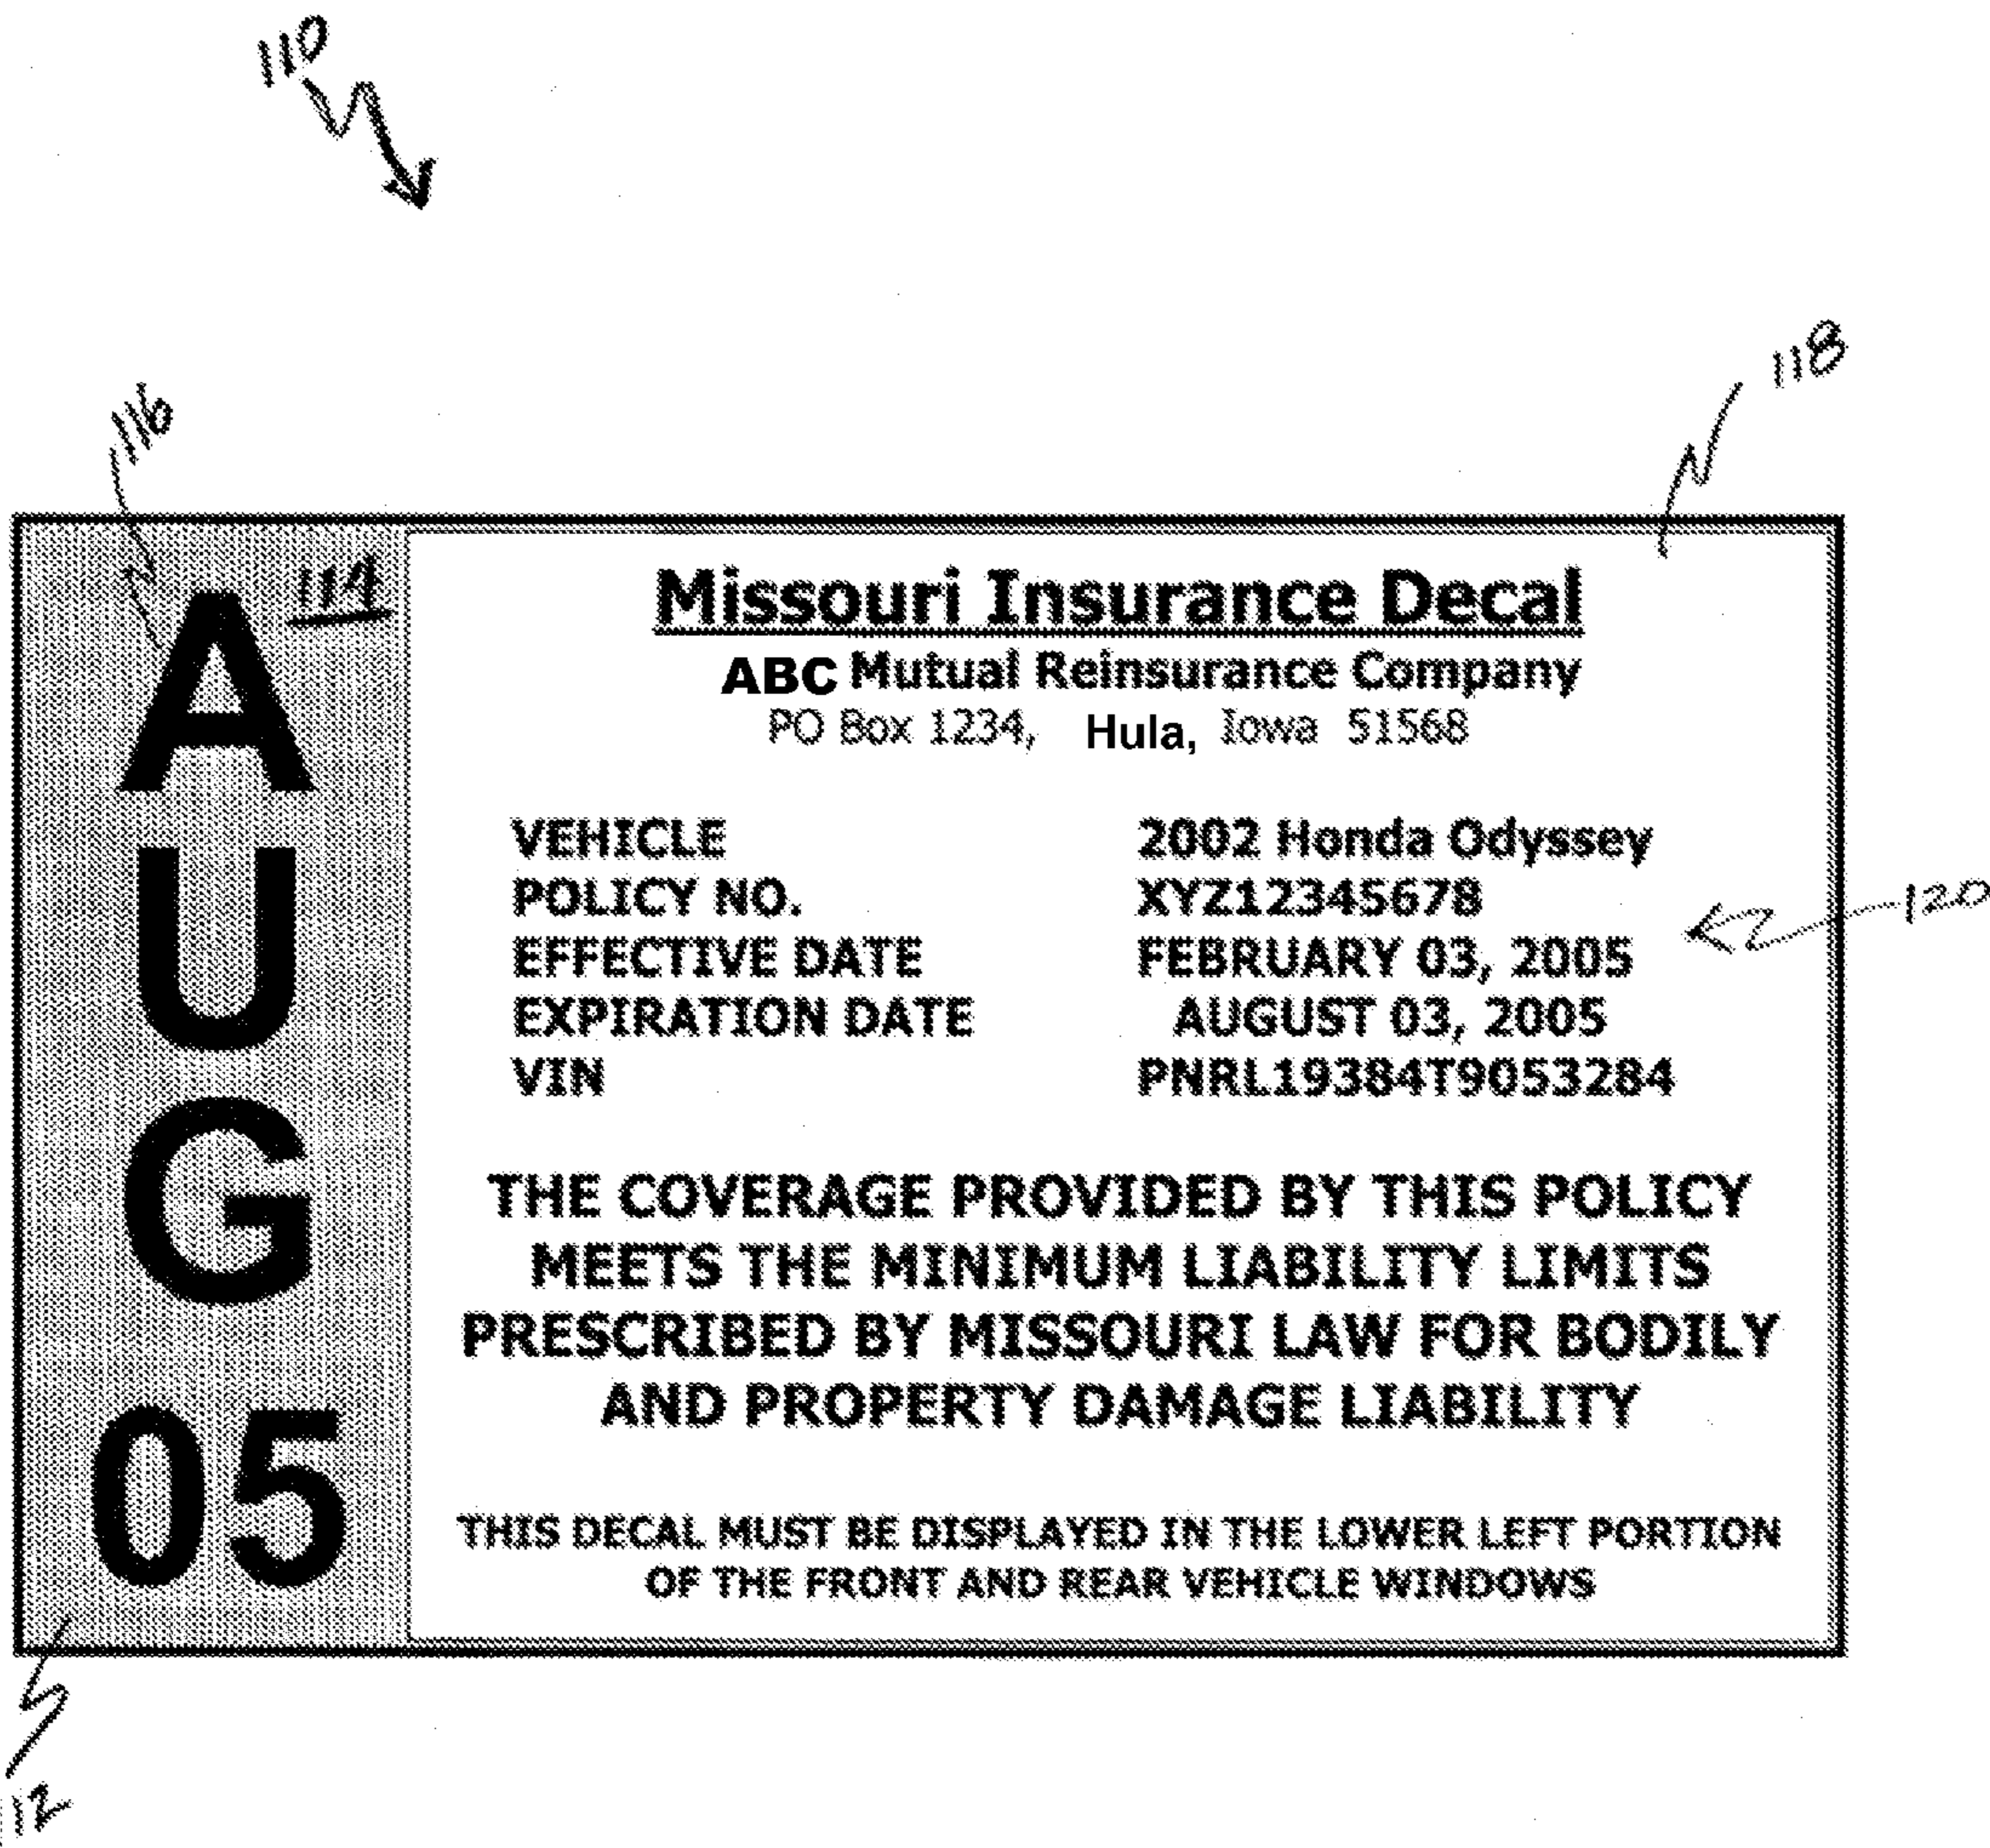 110
118
116
114
A
U
G
05
Missouri Insurance Decal
ABC Mutual Reinsurance Company
PO Box 1234, Hula, Iowa 51568
VEHICLE 2002 Honda Odyssey
POLICY NO. XYZ12345678
EFFECTIVE DATE FEBRUARY 03, 2005
EXPIRATION DATE AUGUST 03, 2005
VIN PNRL19384T9053284
120
THE COVERAGE PROVIDED BY THIS POLICY
MEETS THE MINIMUM LIABILITY LIMITS
PRESCRIBED BY MISSOURI LAW FOR BODILY
AND PROPERTY DAMAGE LIABILITY
THIS DECAL MUST BE DISPLAYED IN THE LOWER LEFT PORTION
OF THE FRONT AND REAR VEHICLE WINDOWS
112